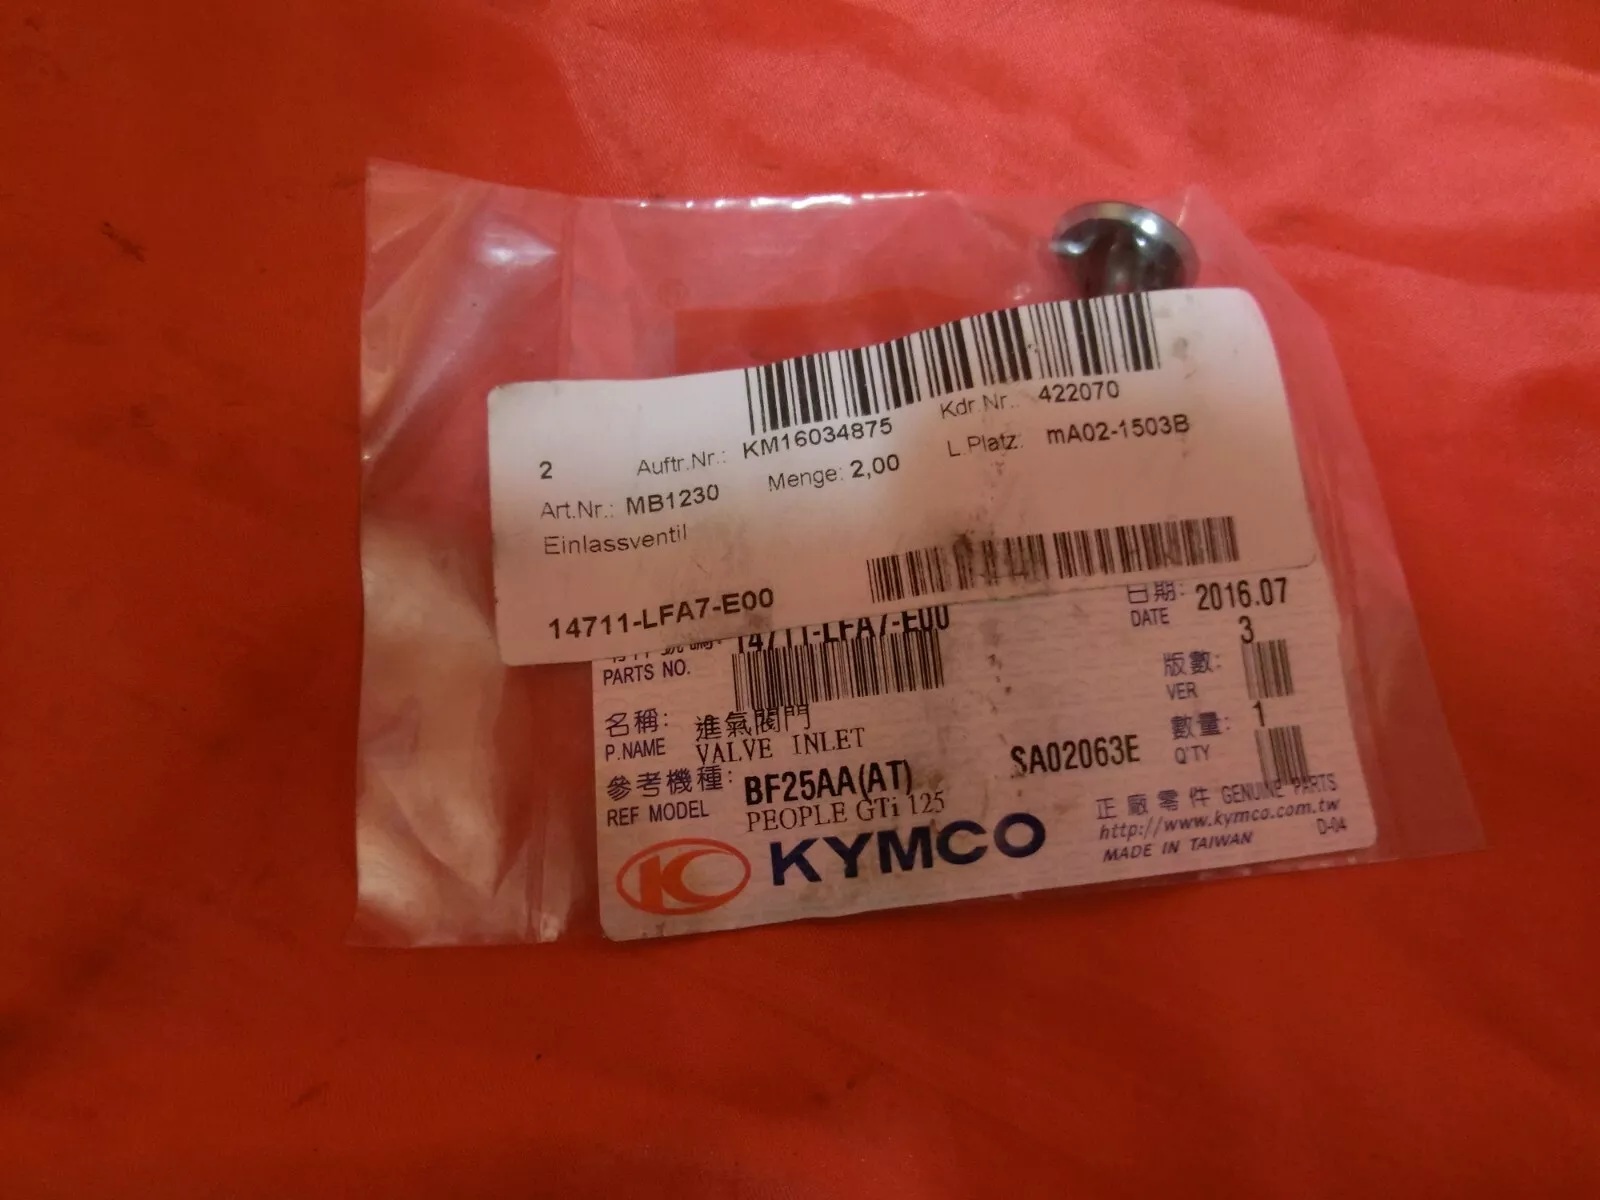 2 Auftr.Nr.: KM16034875 Kdr.Nr.: 422070
Art.Nr.: MB1230 Menge: 2,00 L.Platz: mA02-1503B
Einlassventil
14711-LFA7-E00
14711-LFA7-E00
PARTS NO.
日期: 2016.07
DATE
版數: 3
VER
名稱: 進氣閥門
P.NAME VALVE INLET
數量: 1
Q'TY
參考機種: BF25AA(AT) SA02063E
REF MODEL PEOPLE GTi 125
KC KYMCO
正廠零件 GENUINE PARTS
http://www.kymco.com.tw
MADE IN TAIWAN D-04